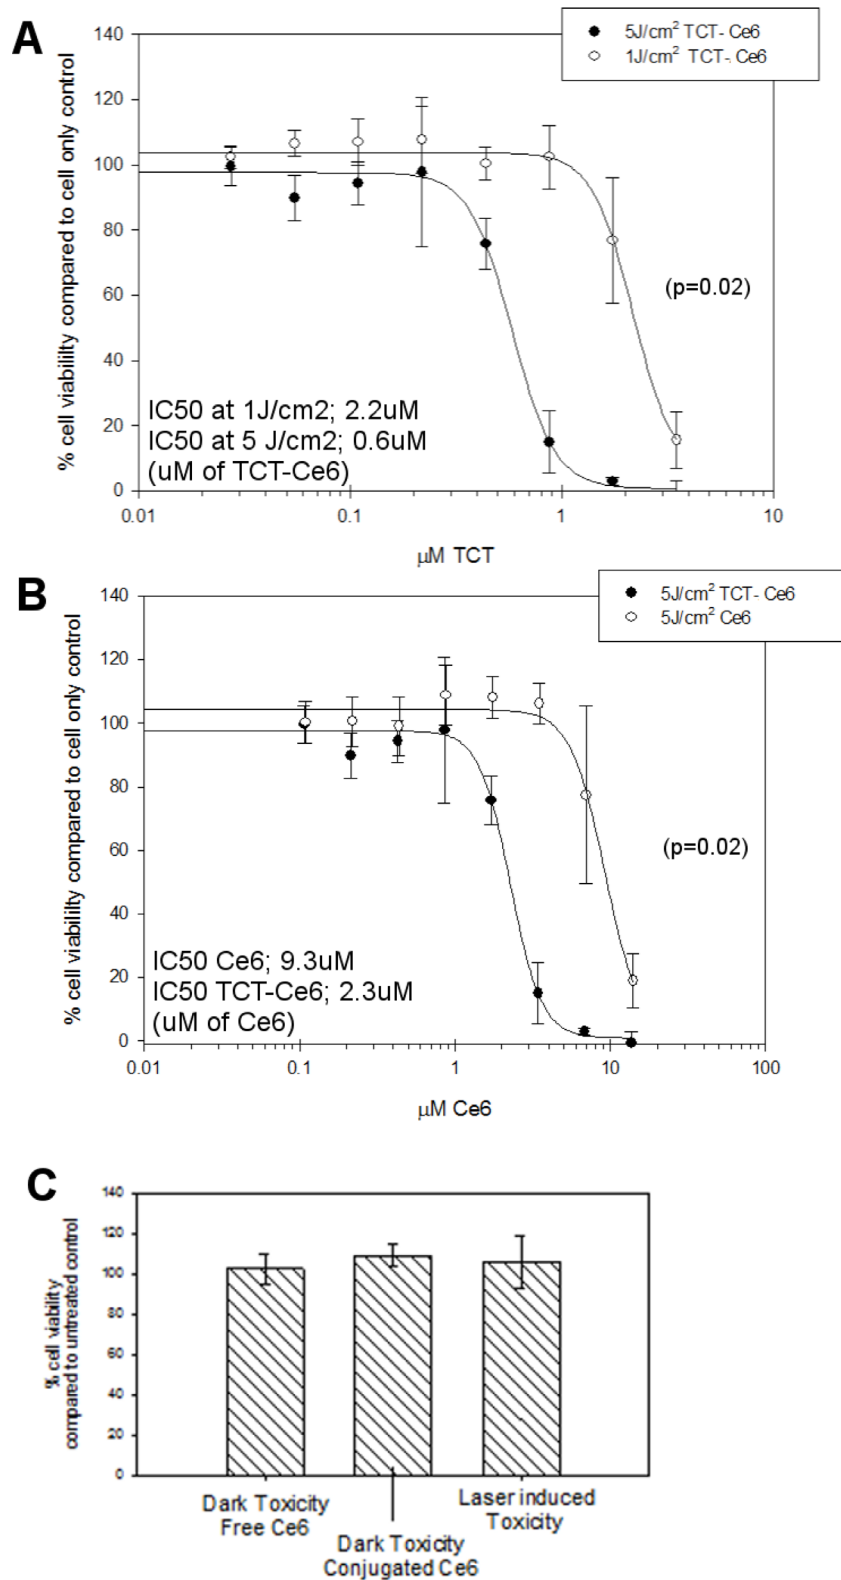 A
5J/cm² TCT- Ce6
1J/cm² TCT- Ce6
140
120
100
80
60
40
20
0
% cell viabililty compared to cell only control
(p=0.02)
IC50 at 1J/cm2; 2.2uM
IC50 at 5 J/cm2; 0.6uM
(uM of TCT-Ce6)
0.01
0.1
1
10
μM TCT
B
5J/cm² TCT- Ce6
5J/cm² Ce6
140
120
100
80
60
40
20
0
% cell viabililty compared to cell only control
(p=0.02)
IC50 Ce6; 9.3uM
IC50 TCT-Ce6; 2.3uM
(uM of Ce6)
0.01
0.1
1
10
100
μM Ce6
C
140
120
100
80
60
40
20
0
% cell viability
compared to untreated control
Dark Toxicity
Free Ce6
Dark Toxicity
Conjugated Ce6
Laser induced
Toxicity